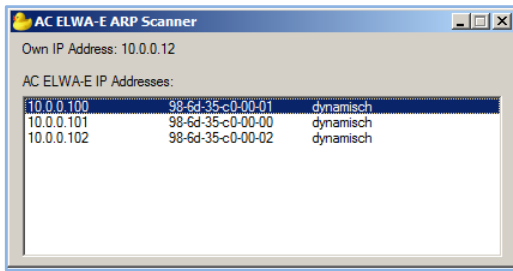 AC ELWA-E ARP Scanner
Own IP Address: 10.0.0.12
AC ELWA-E IP Addresses:
10.0.0.100 98-6d-35-c0-00-01 dynamisch
10.0.0.101 98-6d-35-c0-00-00 dynamisch
10.0.0.102 98-6d-35-c0-00-02 dynamisch